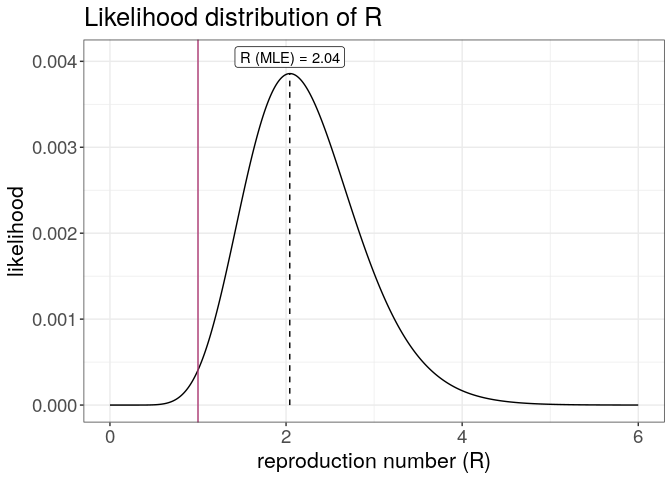 Likelihood distribution of R
R (MLE) = 2.04
0.004
0.003
0.002
0.001
0.000
likelihood
0 2 4 6
reproduction number (R)